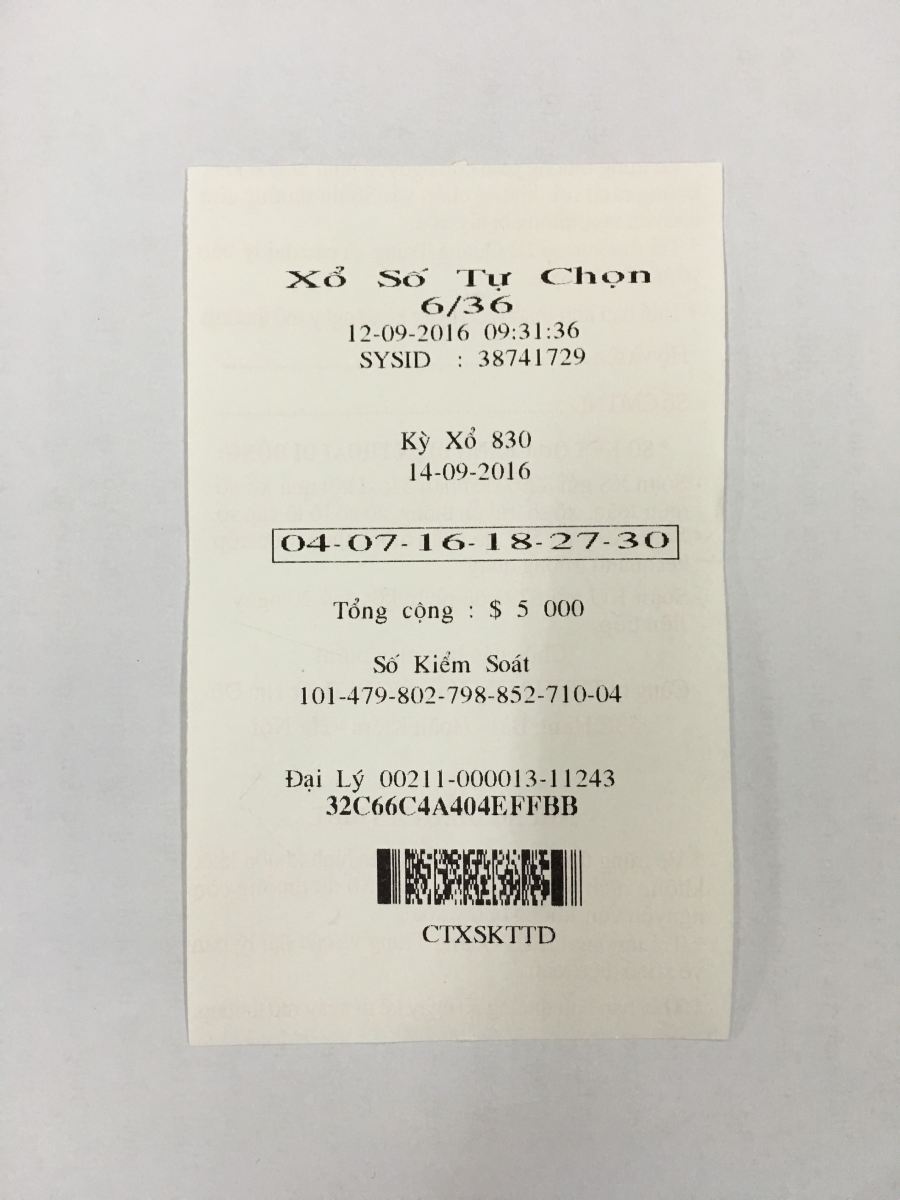 Xổ Số Tự Chọn
6/36
12-09-2016 09:31:36
SYSID : 38741729
Kỳ Xổ 830
14-09-2016
04-07-16-18-27-30
Tổng cộng : $ 5 000
Số Kiểm Soát
101-479-802-798-852-710-04
Đại Lý 00211-000013-11243
32C66C4A404EFFBB
CTXSKTTD